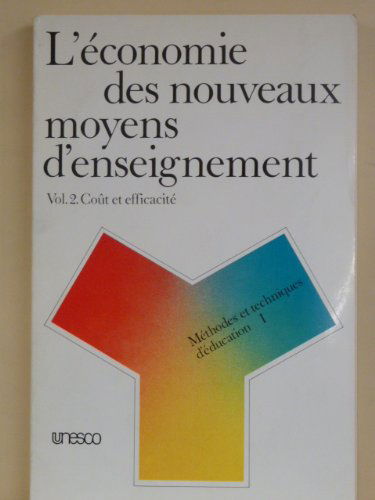 L'économie
des nouveaux
moyens
d'enseignement
Vol. 2. Coût et efficacité
Méthodes et techniques
d'éducation 1
unesco